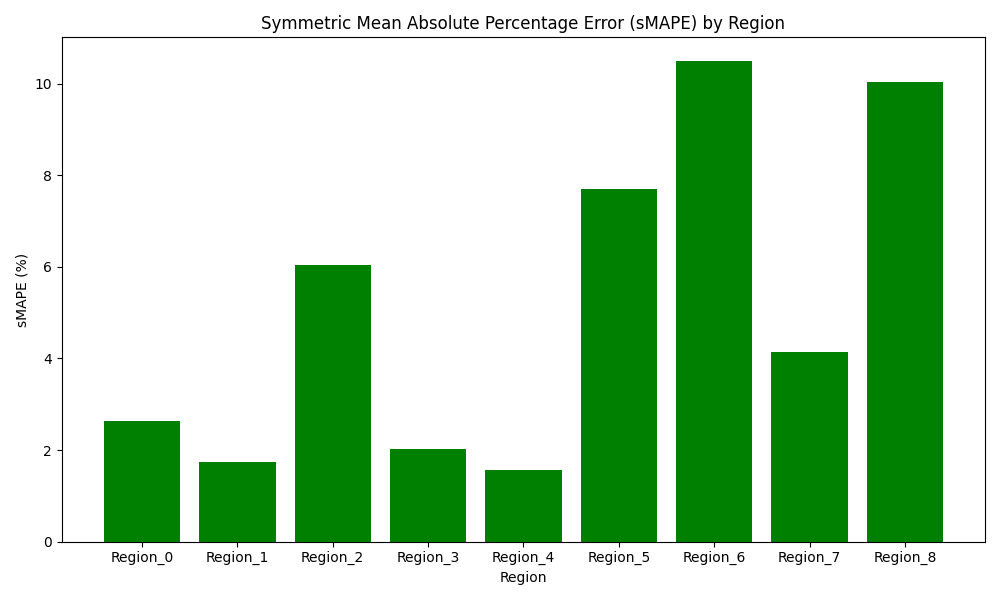 Symmetric Mean Absolute Percentage Error (sMAPE) by Region
sMAPE (%)
10
8
6
4
2
0
Region_0 Region_1 Region_2 Region_3 Region_4 Region_5 Region_6 Region_7 Region_8
Region